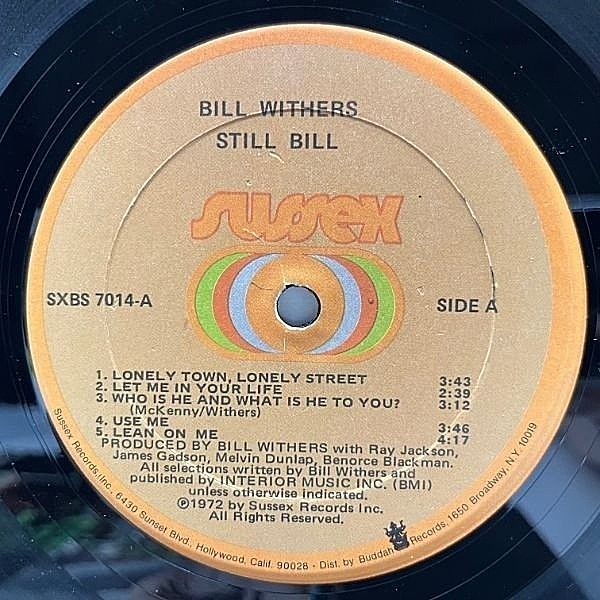 BILL WITHERS
STILL BILL
sussex
SXBS 7014-A
SIDE A
1. LONELY TOWN, LONELY STREET 3:43
2. LET ME IN YOUR LIFE 2:39
3. WHO IS HE AND WHAT IS HE TO YOU? 3:12
(McKenny/Withers)
4. USE ME 3:46
5. LEAN ON ME 4:17
PRODUCED BY BILL WITHERS with Ray Jackson,
James Gadson, Melvin Dunlap, Benorce Blackman.
All selections written by Bill Withers and
published by INTERIOR MUSIC INC. (BMI)
unless otherwise indicated.
℗1972 by Sussex Records Inc.
All Rights Reserved.
Sussex Records, Inc. 6430 Sunset Blvd., Hollywood, Calif. 90028 - Dist. by Buddah Records, 1650 Broadway, N.Y. 10019